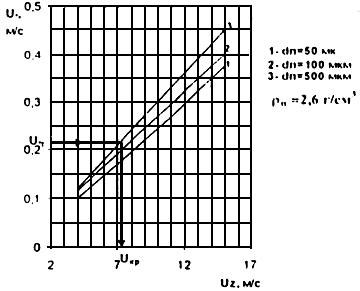 U*,
м/с
0,5
0,4
0,3
0,2
0,1
0
3
2
1
1- dп=50 мк
2 - dп=100 мкм
3- dп=500 мкм
ρп =2,6 г/см³
Uкр
2
7
12
17
Uz, м/с